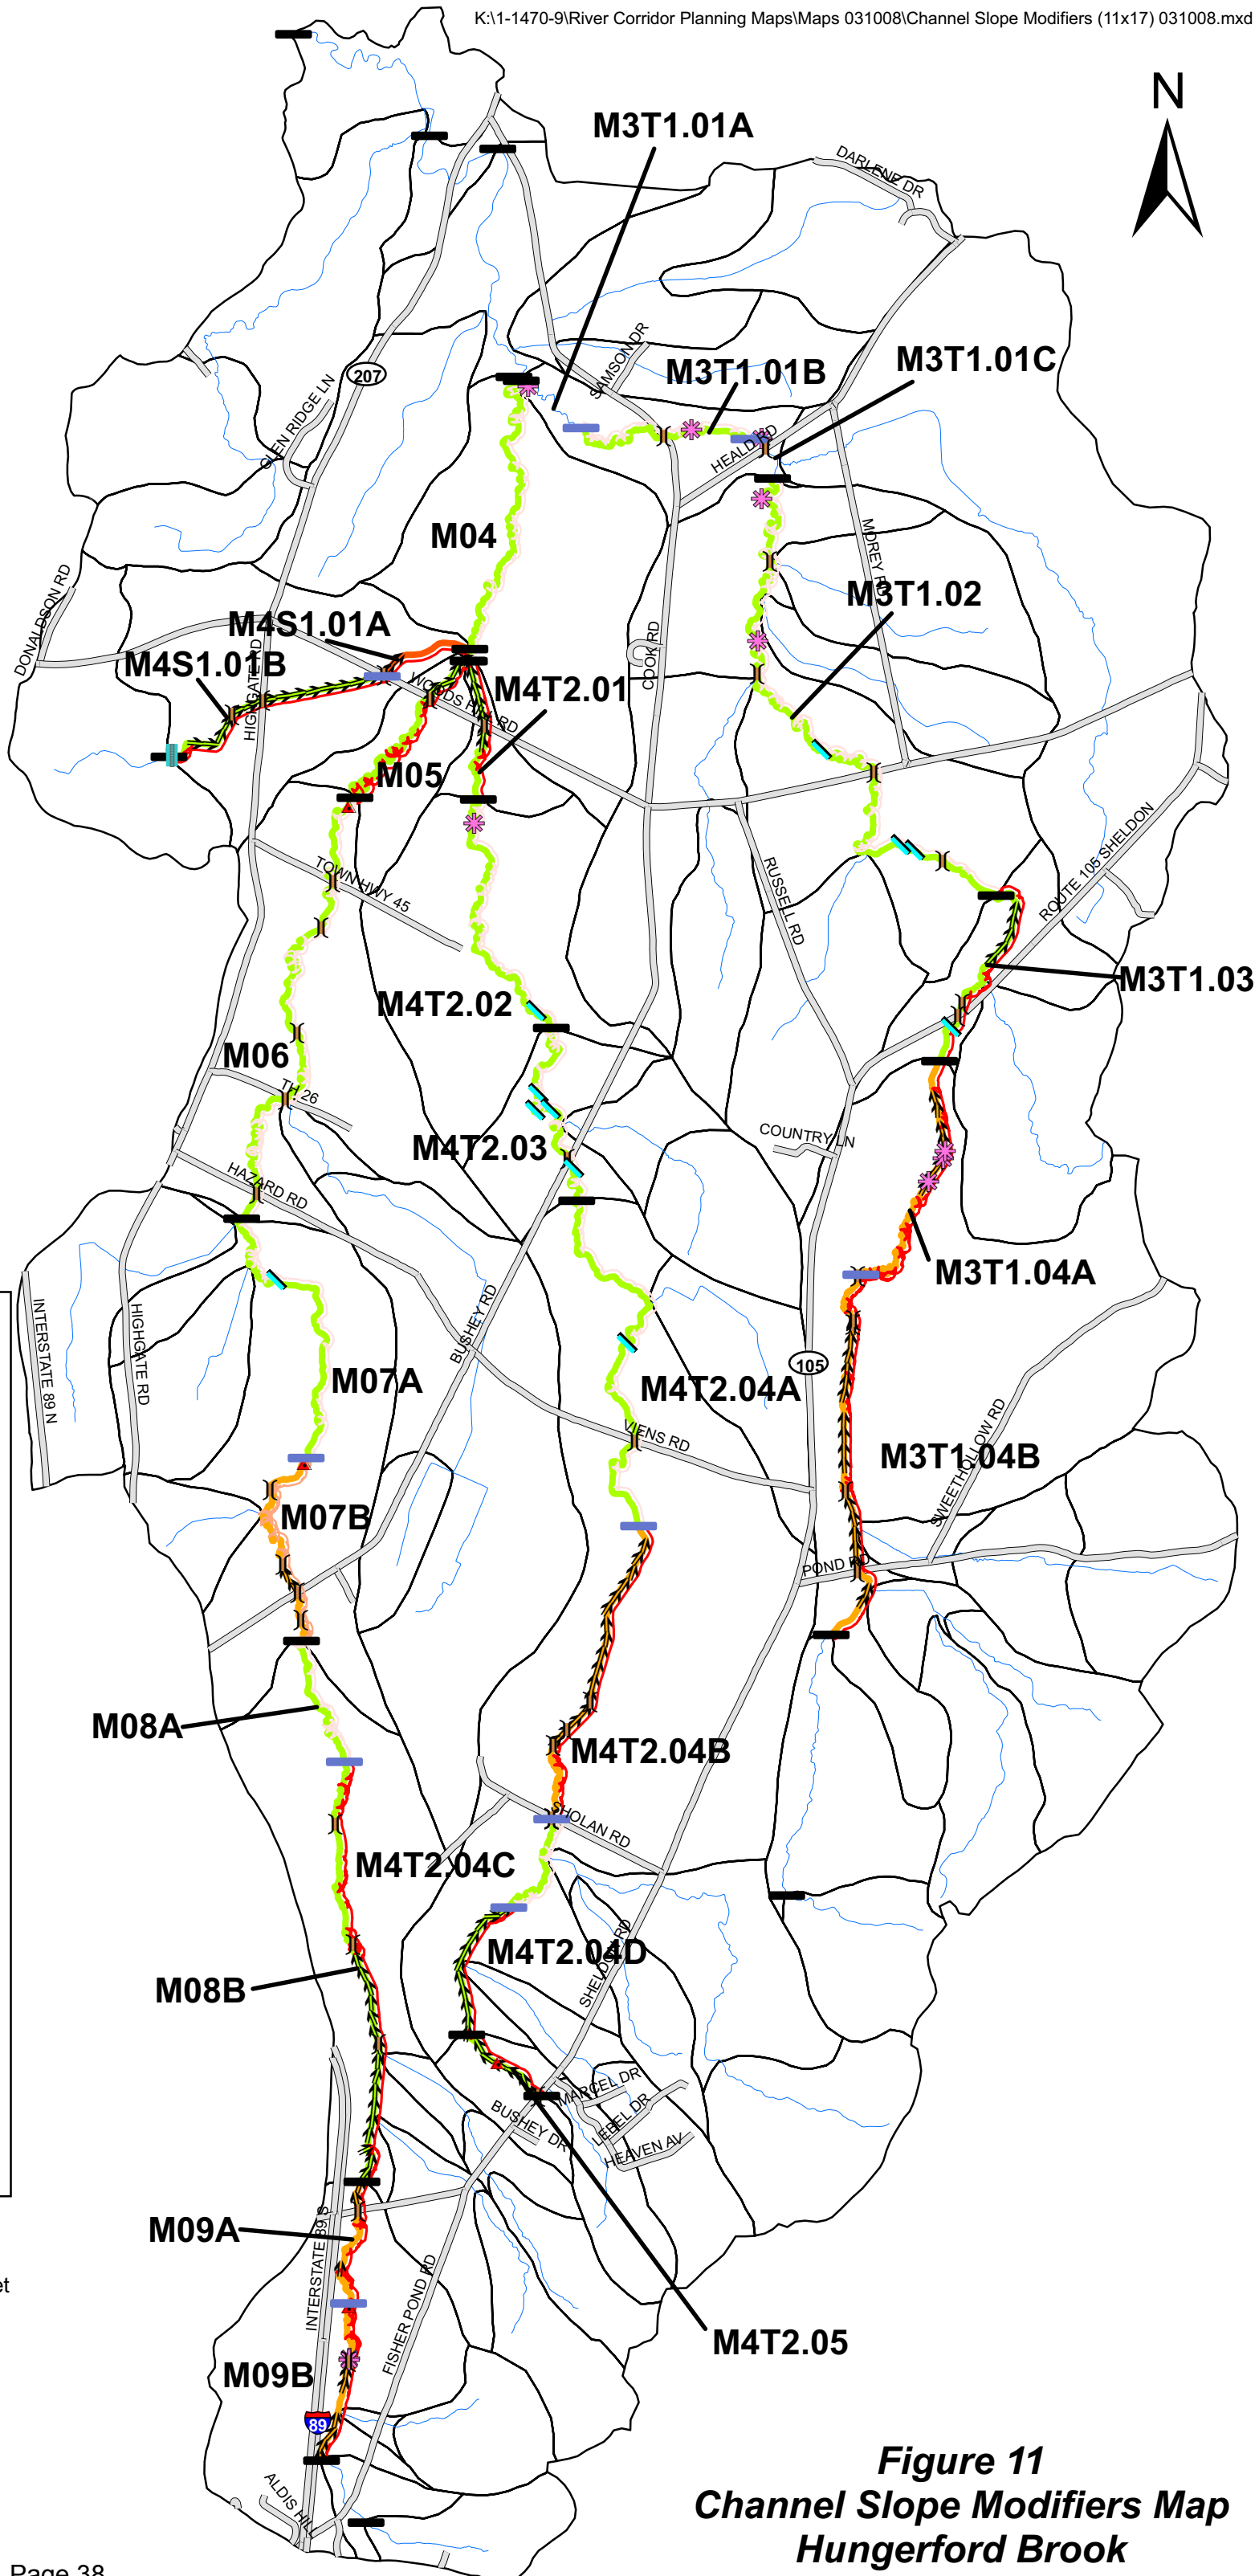 K:\1-1470-9\River Corridor Planning Maps\Maps 031008\Channel Slope Modifiers (11x17) 031008.mxd
N
M3T1.01A
DARLENE DR
SAMSON DR
M3T1.01B
M3T1.01C
207
GLEN RIDGE LN
HEALD RD
M04
MOREY RD
DONALDSON RD
M3T1.02
M4S1.01A
M4S1.01B
HIGHGATE RD
COOK RD
WOODS HILL RD
M4T2.01
M05
TOWN HWY 45
RUSSELL RD
ROUTE 105 SHELDON
M3T1.03
M4T2.02
M06
TH 26
COUNTRY LN
M4T2.03
HAZARD RD
M3T1.04A
INTERSTATE 89 N
HIGHGATE RD
BUSHEY RD
105
M07A
M4T2.04A
VIENS RD
SWEETHOLLOW RD
M3T1.04B
M07B
POND RD
M08A
M4T2.04B
SHOLAN RD
M4T2.04C
M4T2.04D
SHELDON RD
M08B
MARCEL DR
BUSHEY DR
LEBEL DR
HEAVEN AV
M09A
INTERSTATE 89 S
FISHER POND RD
et
M4T2.05
M09B
89
ALDIS HILL
Figure 11
Channel Slope Modifiers Map
Hungerford Brook
Page 38